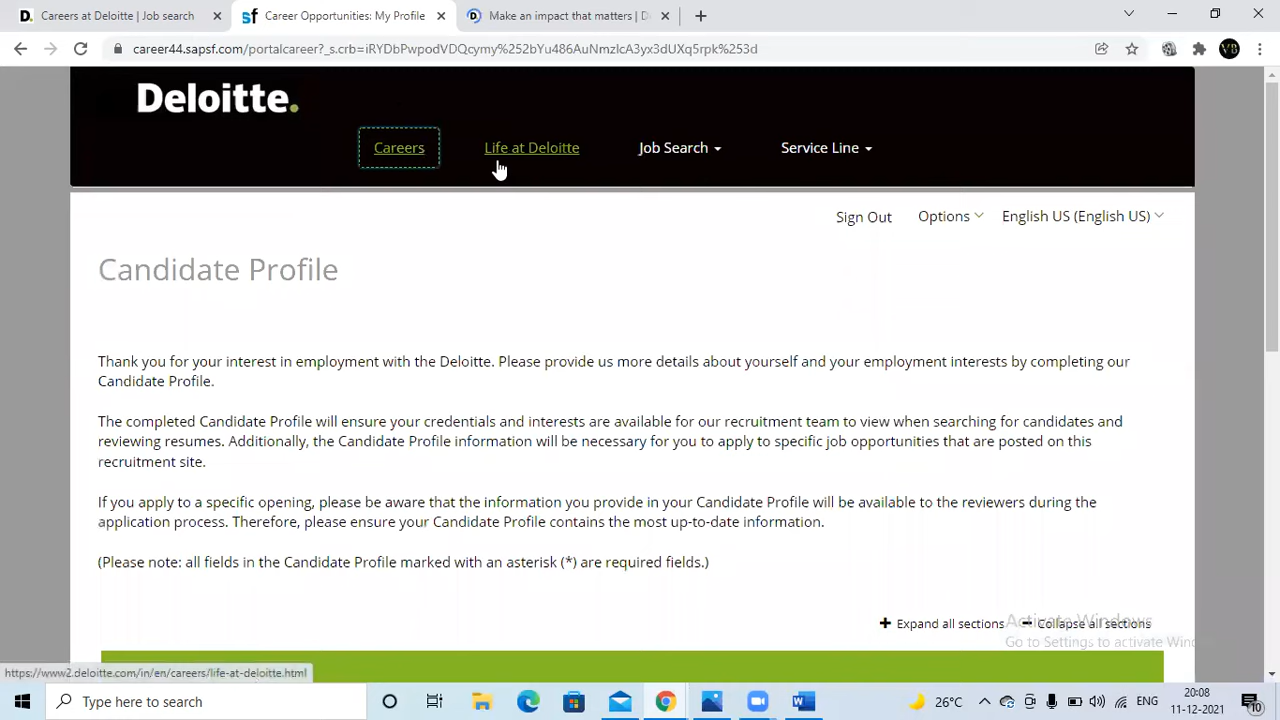 Careers at Deloitte | Job search
Career Opportunities: My Profile
Make an impact that matters | D
career44.sapsf.com/portalcareer?_s.crb=iRYDbPwpodVDQcymy%252bYu486AuNmzlcA3yx3dUXq5rpk%253d
Deloitte.
Careers Life at Deloitte Job Search Service Line
Sign Out Options English US (English US)
Candidate Profile
Thank you for your interest in employment with the Deloitte. Please provide us more details about yourself and your employment interests by completing our
Candidate Profile.
The completed Candidate Profile will ensure your credentials and interests are available for our recruitment team to view when searching for candidates and
reviewing resumes. Additionally, the Candidate Profile information will be necessary for you to apply to specific job opportunities that are posted on this
recruitment site.
If you apply to a specific opening, please be aware that the information you provide in your Candidate Profile will be available to the reviewers during the
application process. Therefore, please ensure your Candidate Profile contains the most up-to-date information.
(Please note: all fields in the Candidate Profile marked with an asterisk (*) are required fields.)
Expand all sections Collapse all sections
Activate Windows
Go to Settings to activate Wind
https://www2.deloitte.com/in/en/careers/life-at-deloitte.html
Type here to search
26°C
ENG
20:08
11-12-2021
10